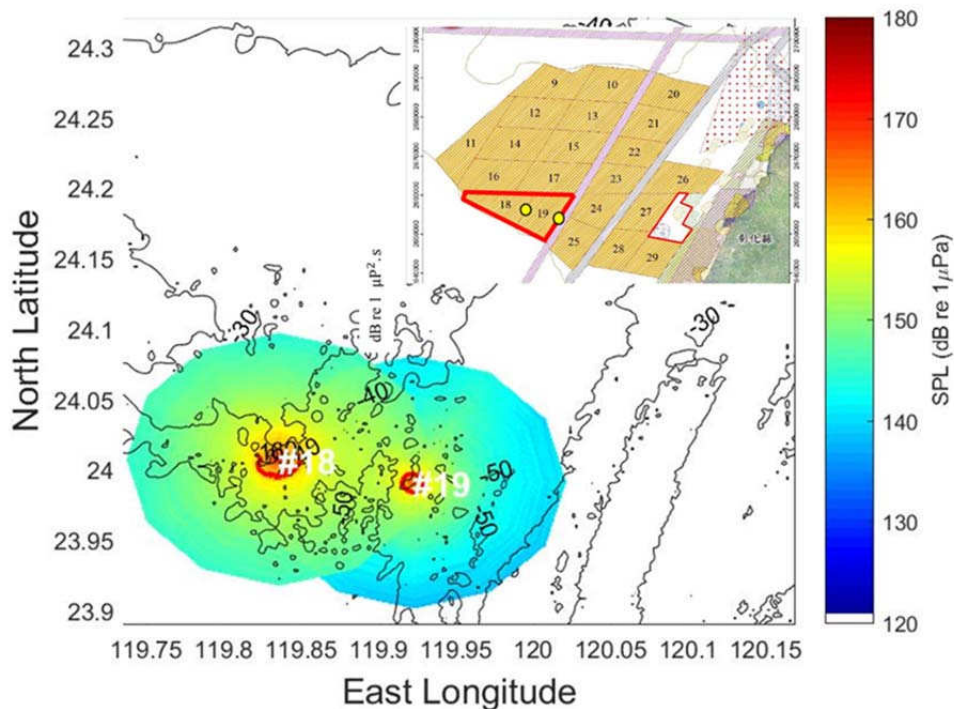 24.3
24.25
24.2
24.15
24.1
24.05
24
23.95
23.9
North Latitude
119.75 119.8 119.85 119.9 119.95 120 120.05 120.1 120.15
East Longitude
-40
9 10 20
12 13 21
11 14 15 22
16 17 23 26
18 19 24 27
25 28 29
彰化縣
-30
dB re 1 μP².s
-30
-40
#18
#19
-50
-50
-50
180
170
160
150
140
130
120
SPL (dB re 1μPa)